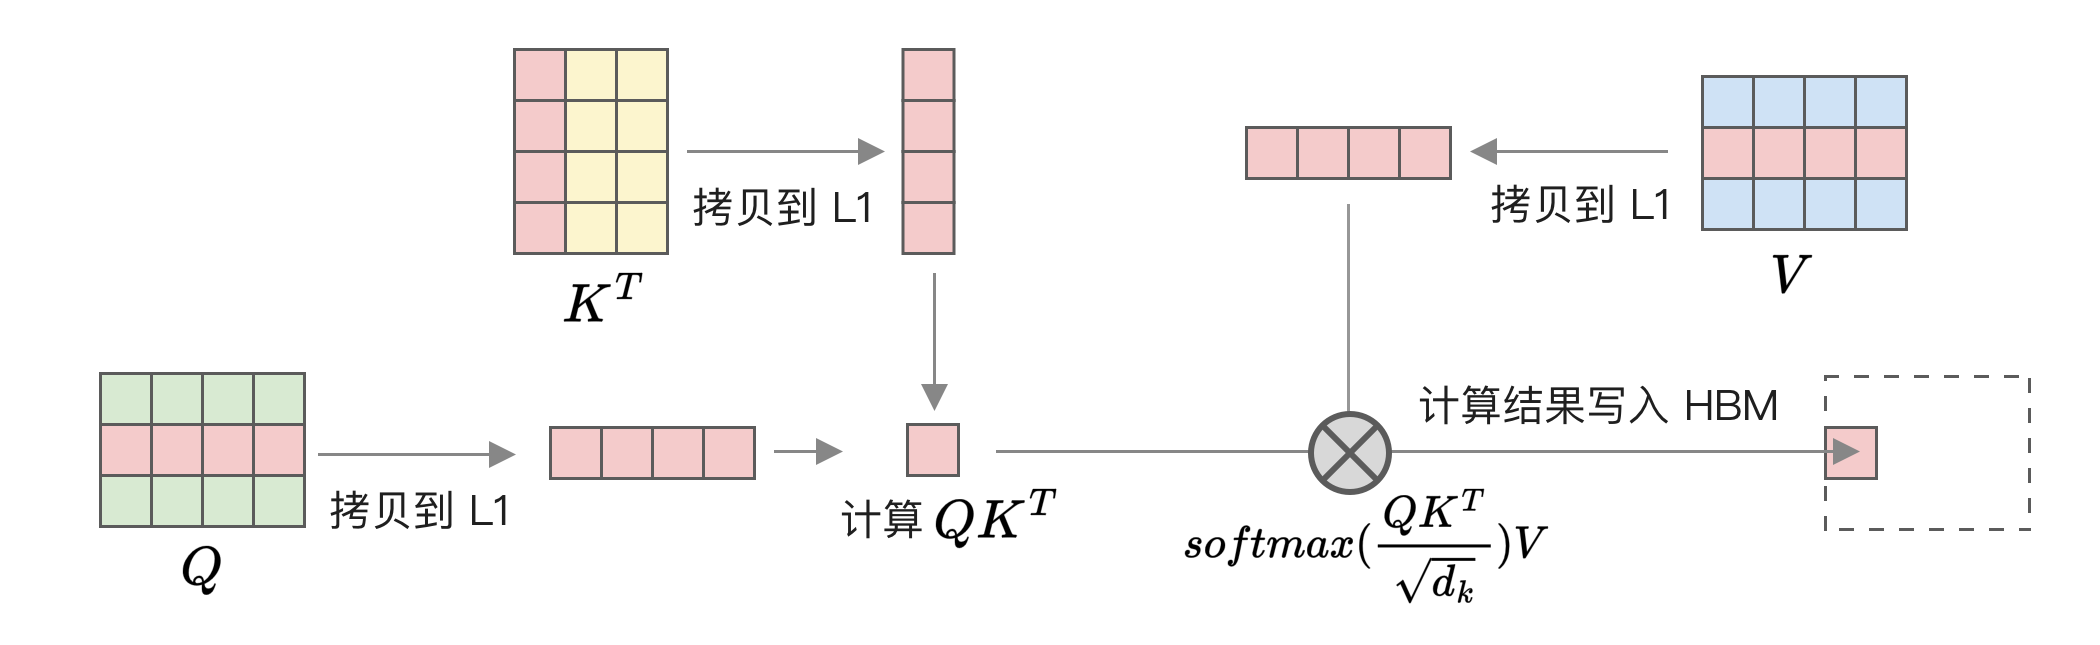 拷贝到 L1
拷贝到 L1
K^T
V
计算结果写入 HBM
拷贝到 L1
计算 QK^T
softmax(\frac{QK^T}{\sqrt{d_k}})V
Q